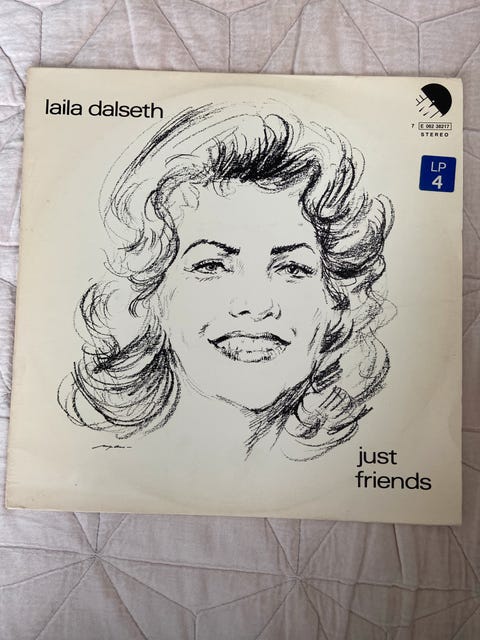 laila dalseth
7 E 062 38217
STEREO
LP
4
just
friends